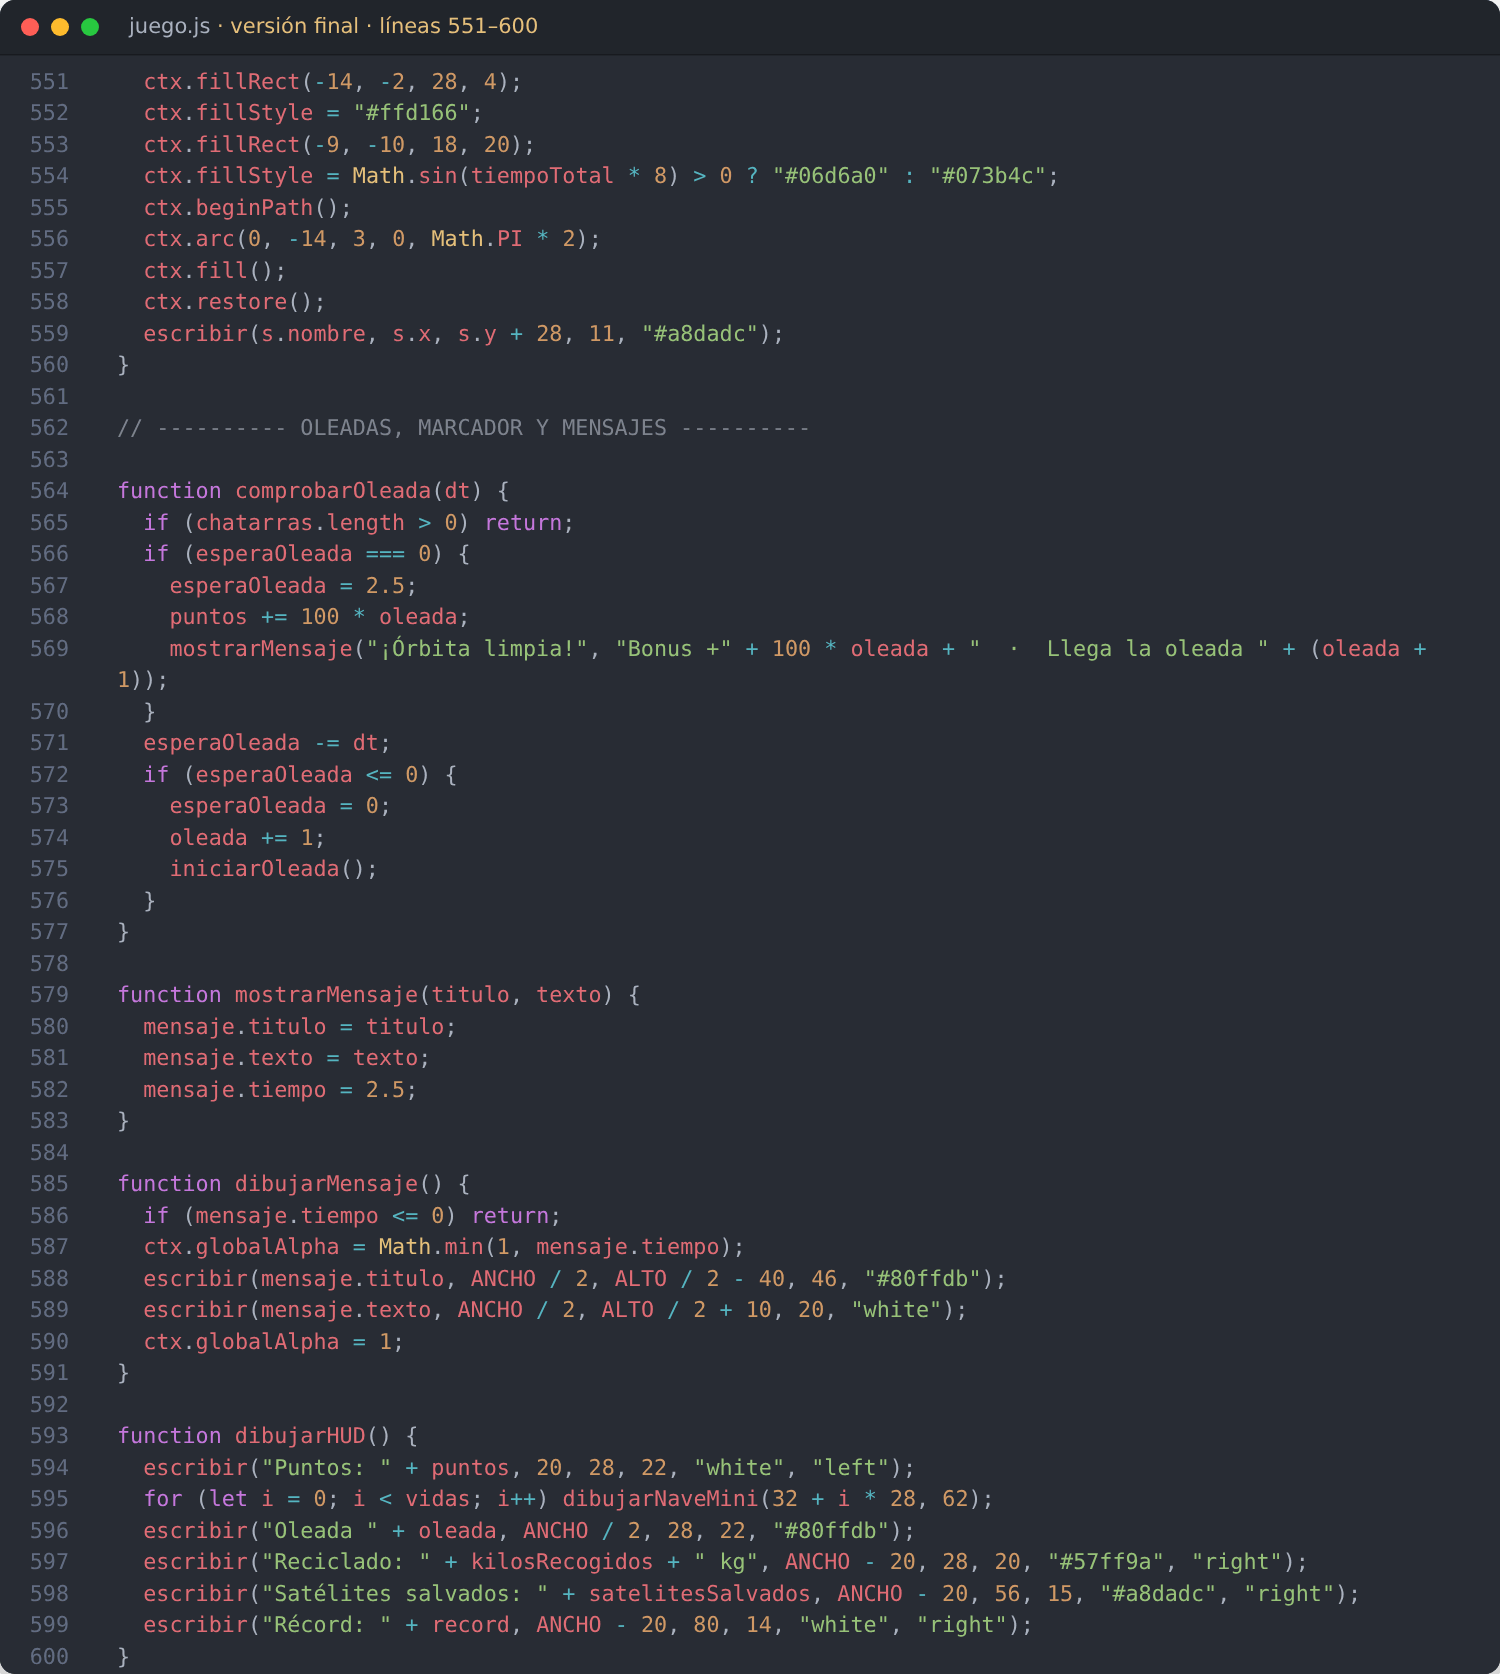 juego.js · versión final · líneas 551–600
551 ctx.fillRect(-14, -2, 28, 4);
552 ctx.fillStyle = "#ffd166";
553 ctx.fillRect(-9, -10, 18, 20);
554 ctx.fillStyle = Math.sin(tiempoTotal * 8) > 0 ? "#06d6a0" : "#073b4c";
555 ctx.beginPath();
556 ctx.arc(0, -14, 3, 0, Math.PI * 2);
557 ctx.fill();
558 ctx.restore();
559 escribir(s.nombre, s.x, s.y + 28, 11, "#a8dadc");
560 }
561
562 // ---------- OLEADAS, MARCADOR Y MENSAJES ----------
563
564 function comprobarOleada(dt) {
565 if (chatarras.length > 0) return;
566 if (esperaOleada === 0) {
567 esperaOleada = 2.5;
568 puntos += 100 * oleada;
569 mostrarMensaje("¡Órbita limpia!", "Bonus +" + 100 * oleada + "  ·  Llega la oleada " + (oleada +
1));
570 }
571 esperaOleada -= dt;
572 if (esperaOleada <= 0) {
573 esperaOleada = 0;
574 oleada += 1;
575 iniciarOleada();
576 }
577 }
578
579 function mostrarMensaje(titulo, texto) {
580 mensaje.titulo = titulo;
581 mensaje.texto = texto;
582 mensaje.tiempo = 2.5;
583 }
584
585 function dibujarMensaje() {
586 if (mensaje.tiempo <= 0) return;
587 ctx.globalAlpha = Math.min(1, mensaje.tiempo);
588 escribir(mensaje.titulo, ANCHO / 2, ALTO / 2 - 40, 46, "#80ffdb");
589 escribir(mensaje.texto, ANCHO / 2, ALTO / 2 + 10, 20, "white");
590 ctx.globalAlpha = 1;
591 }
592
593 function dibujarHUD() {
594 escribir("Puntos: " + puntos, 20, 28, 22, "white", "left");
595 for (let i = 0; i < vidas; i++) dibujarNaveMini(32 + i * 28, 62);
596 escribir("Oleada " + oleada, ANCHO / 2, 28, 22, "#80ffdb");
597 escribir("Reciclado: " + kilosRecogidos + " kg", ANCHO - 20, 28, 20, "#57ff9a", "right");
598 escribir("Satélites salvados: " + satelitesSalvados, ANCHO - 20, 56, 15, "#a8dadc", "right");
599 escribir("Récord: " + record, ANCHO - 20, 80, 14, "white", "right");
600 }